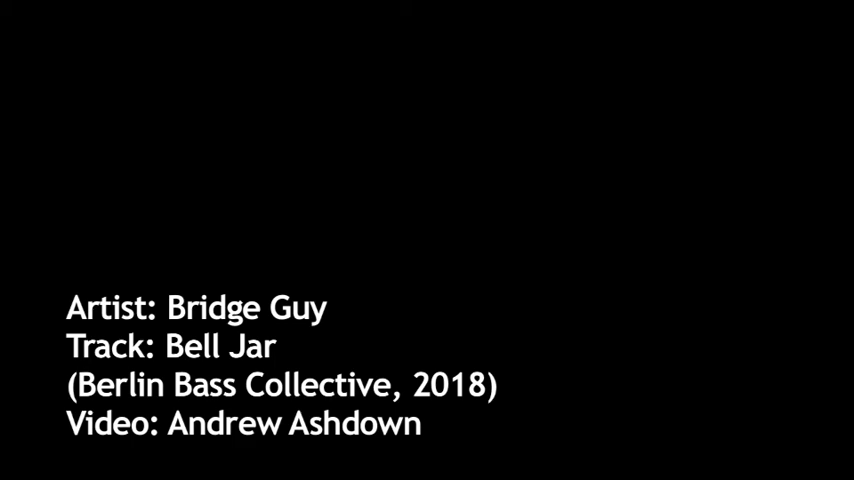 Artist: Bridge Guy
Track: Bell Jar
(Berlin Bass Collective, 2018)
Video: Andrew Ashdown